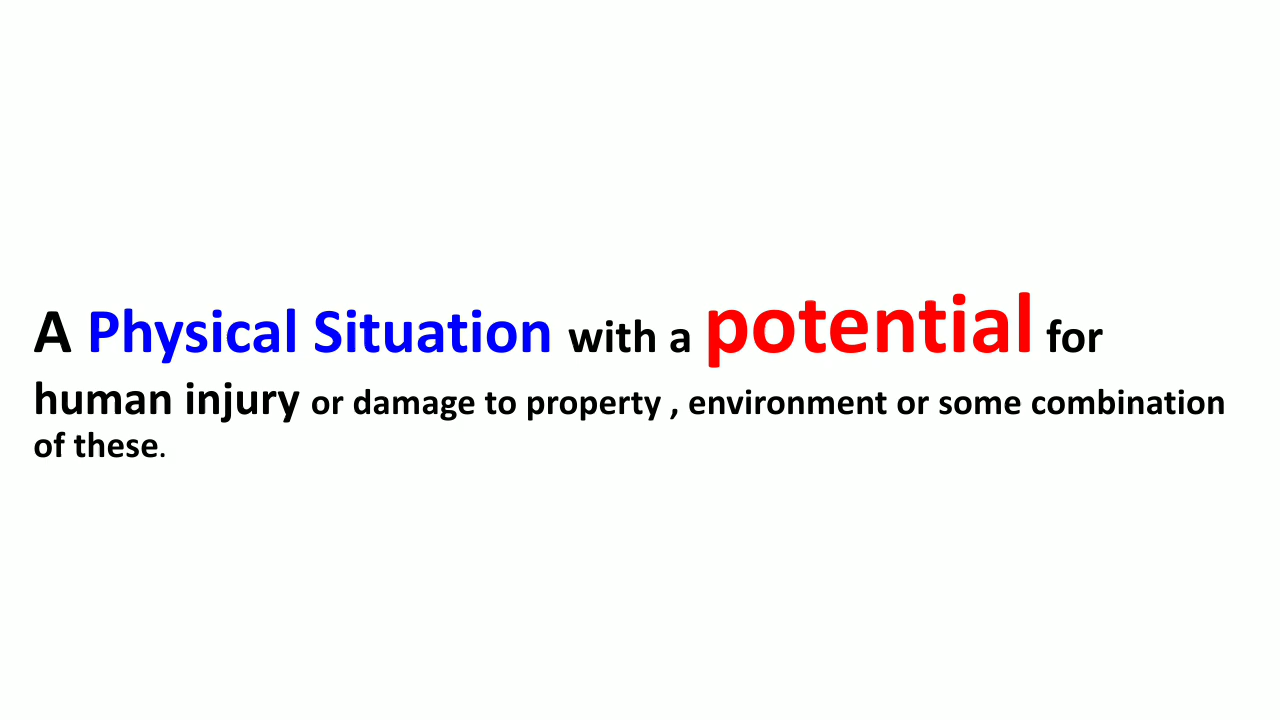 A Physical Situation with a potential for
human injury or damage to property , environment or some combination
of these.